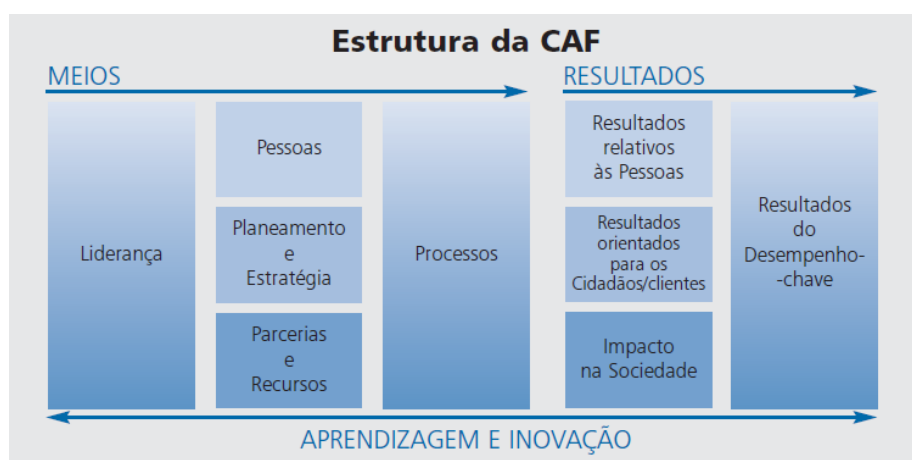 Estrutura da CAF
MEIOS
RESULTADOS
Liderança
Pessoas
Planeamento
e
Estratégia
Parcerias
e
Recursos
Processos
Resultados
relativos
às Pessoas
Resultados
orientados
para os
Cidadãos/clientes
Impacto
na Sociedade
Resultados
do
Desempenho-
-chave
APRENDIZAGEM E INOVAÇÃO